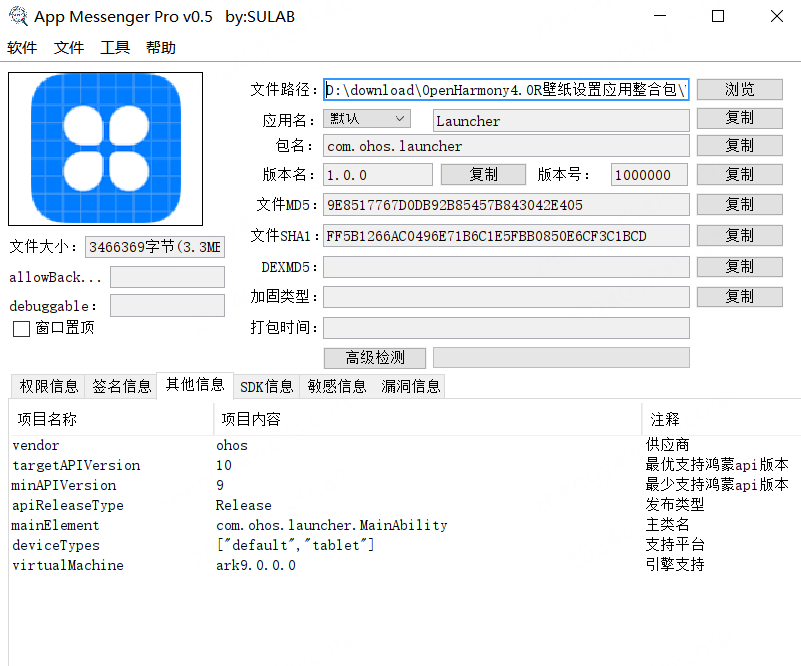 App Messenger Pro v0.5 by:SULAB
软件 文件 工具 帮助
文件路径: D:\download\OpenHarmony4.0R壁纸设置应用整合包\ 浏览
应用名: 默认 Launcher 复制
包名: com.ohos.launcher 复制
版本名: 1.0.0 复制 版本号: 1000000 复制
文件MD5: 9E8517767D0DB92B85457B843042E405 复制
文件大小: 3466369字节(3.3MB
文件SHA1: FF5B1266AC0496E71B6C1E5FBB0850E6CF3C1BCD 复制
allowBack...
DEXMD5: 复制
debuggable:
加固类型: 复制
窗口置顶
打包时间:
高级检测
权限信息 签名信息 其他信息 SDK信息 敏感信息 漏洞信息
项目名称 项目内容 注释
vendor ohos 供应商
targetAPIVersion 10 最优支持鸿蒙api版本
minAPIVersion 9 最少支持鸿蒙api版本
apiReleaseType Release 发布类型
mainElement com.ohos.launcher.MainAbility 主类名
deviceTypes ["default","tablet"] 支持平台
virtualMachine ark9.0.0.0 引擎支持